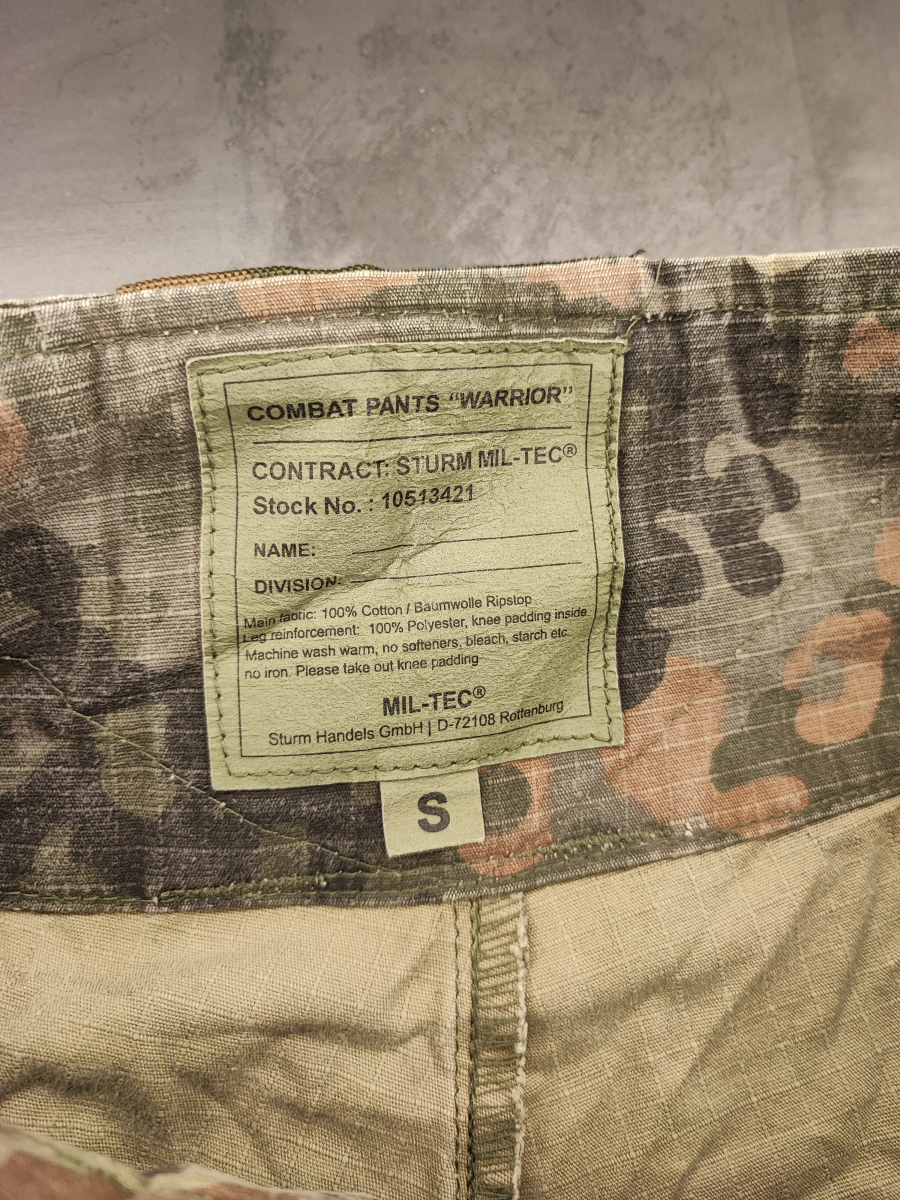 COMBAT PANTS “WARRIOR”
CONTRACT: STURM MIL-TEC®
Stock No. : 10513421
NAME:
DIVISION:
Main fabric: 100% Cotton / Baumwolle Ripstop
Leg reinforcement: 100% Polyester, knee padding inside
Machine wash warm, no softeners, bleach, starch etc.
no iron. Please take out knee padding
MIL-TEC®
Sturm Handels GmbH | D-72108 Rottenburg
S